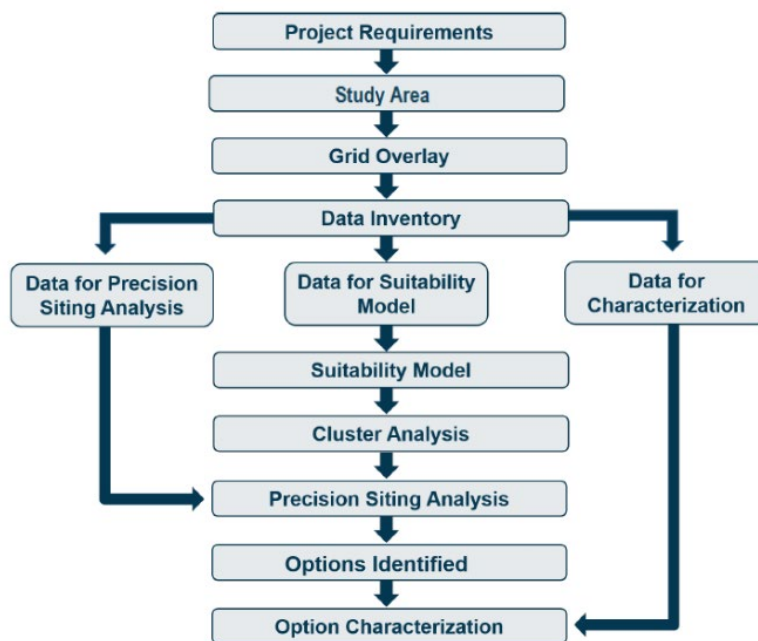 Project Requirements
Study Area
Grid Overlay
Data Inventory
Data for Precision
Siting Analysis
Data for Suitability
Model
Data for
Characterization
Suitability Model
Cluster Analysis
Precision Siting Analysis
Options Identified
Option Characterization